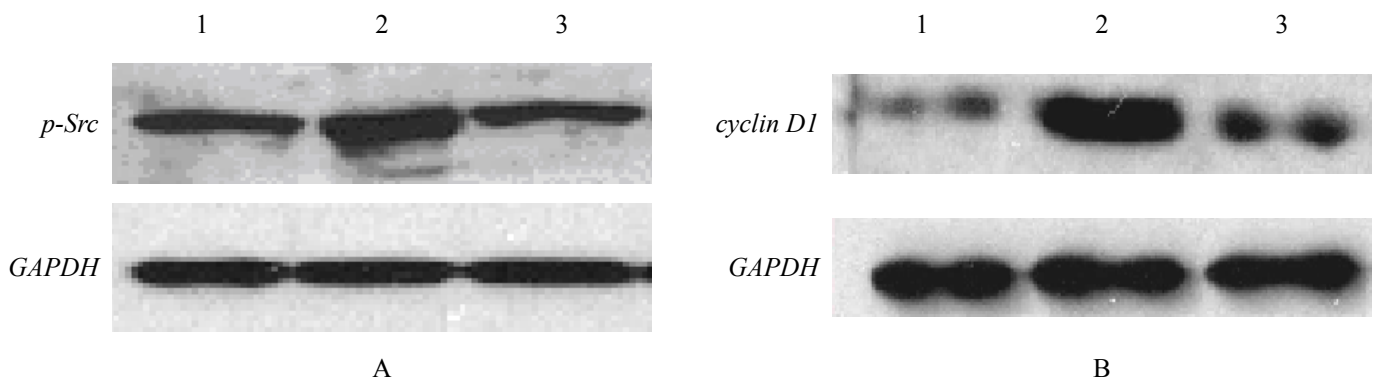 1 2 3
p-Src
GAPDH
A
1 2 3
cyclin D1
GAPDH
B